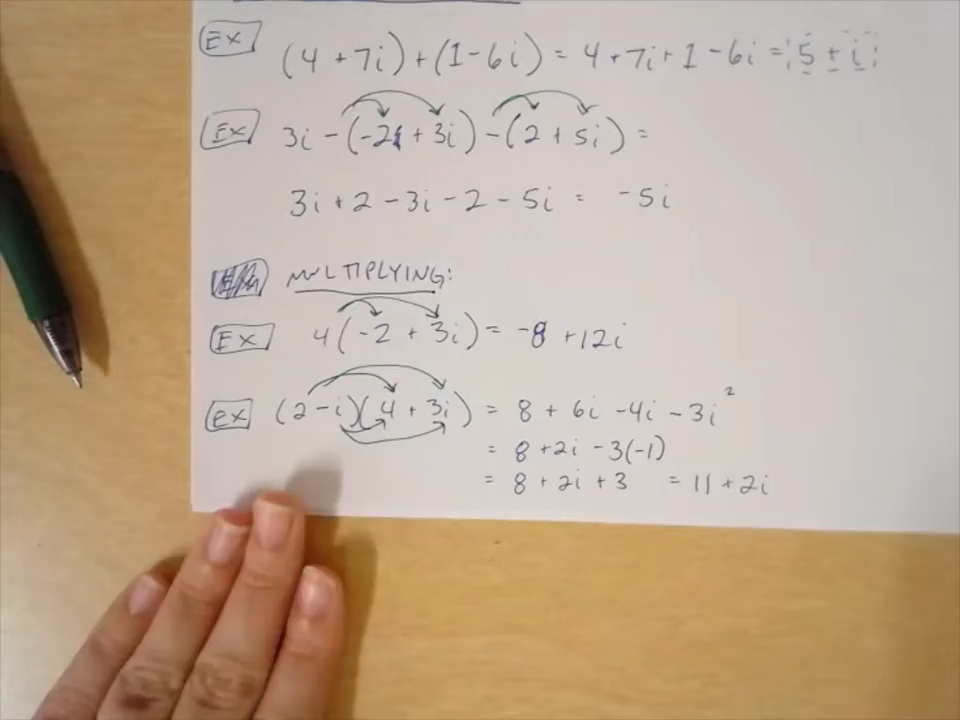 Ex (4 + 7i) + (1 - 6i) = 4 + 7i + 1 - 6i = 5 + i
Ex 3i - (-2 + 3i) - (2 + 5i) =
3i + 2 - 3i - 2 - 5i = -5i
MULTIPLYING:
Ex 4(-2 + 3i) = -8 + 12i
ex (2 - i)(4 + 3i) = 8 + 6i - 4i - 3i²
= 8 + 2i - 3(-1)
= 8 + 2i + 3 = 11 + 2i